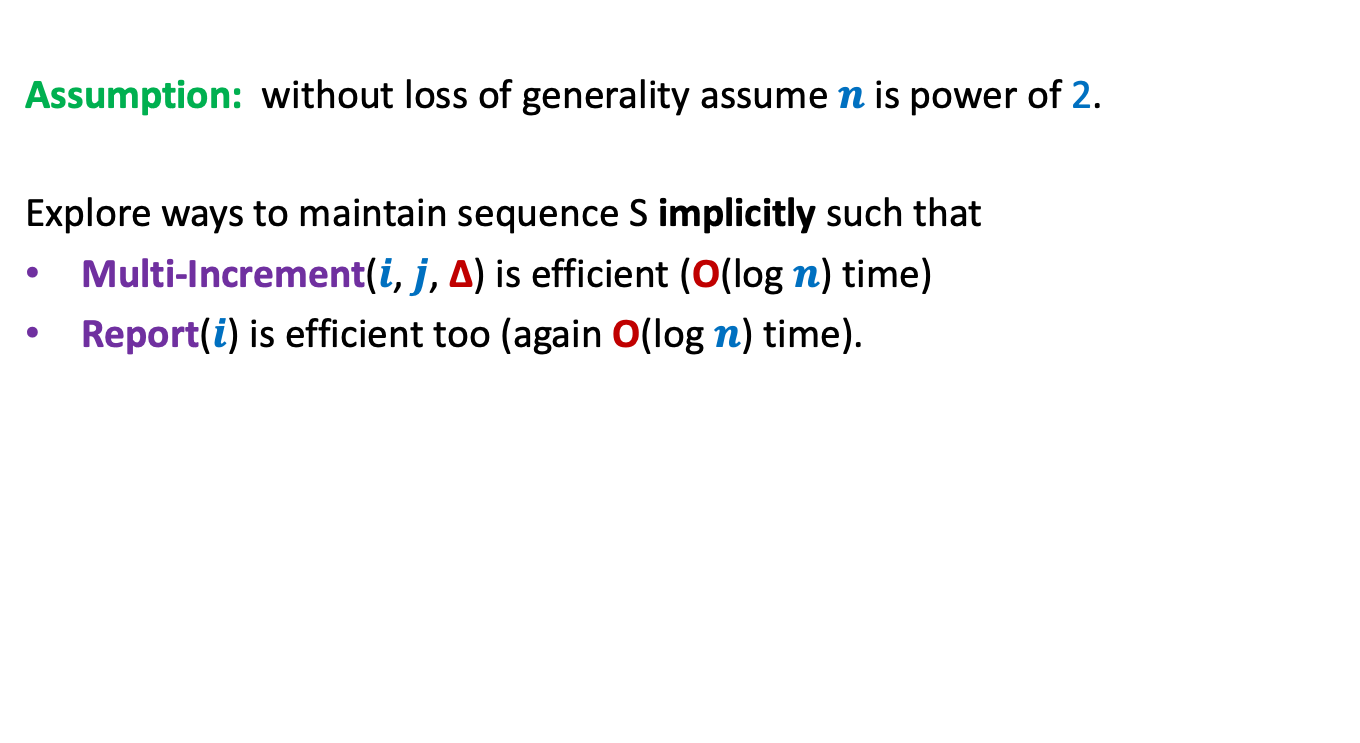 Assumption: without loss of generality assume n is power of 2.
Explore ways to maintain sequence S implicitly such that
• Multi-Increment(i, j, Δ) is efficient (O(log n) time)
• Report(i) is efficient too (again O(log n) time).